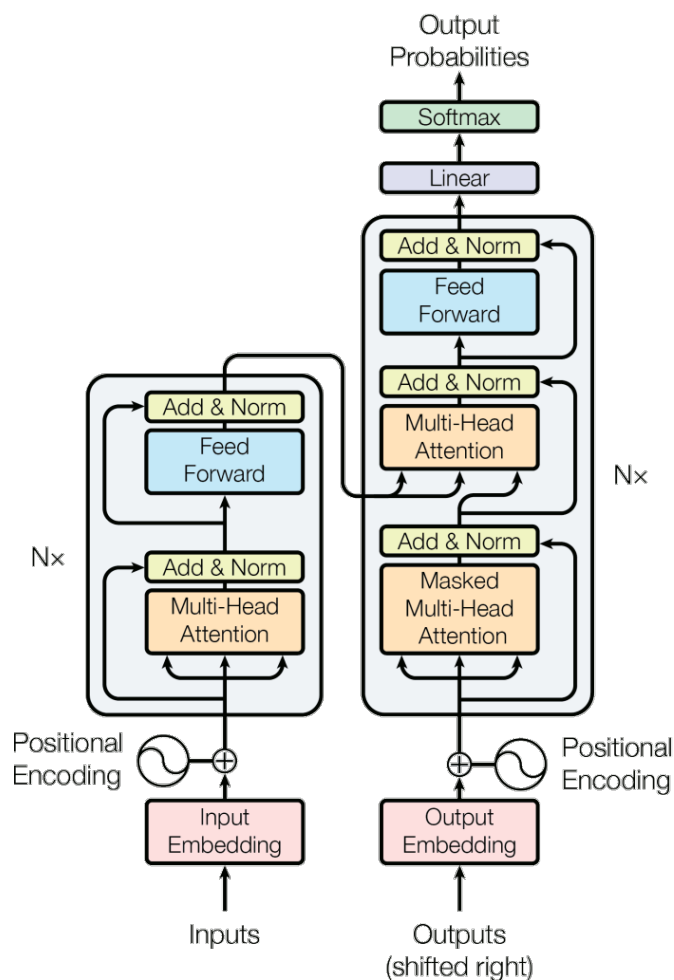 Output
Probabilities
Softmax
Linear
Add & Norm
Feed
Forward
Add & Norm
Multi-Head
Attention
Nx
Add & Norm
Masked
Multi-Head
Attention
Add & Norm
Feed
Forward
Nx
Add & Norm
Multi-Head
Attention
Positional
Encoding
Positional
Encoding
Input
Embedding
Output
Embedding
Inputs
Outputs
(shifted right)